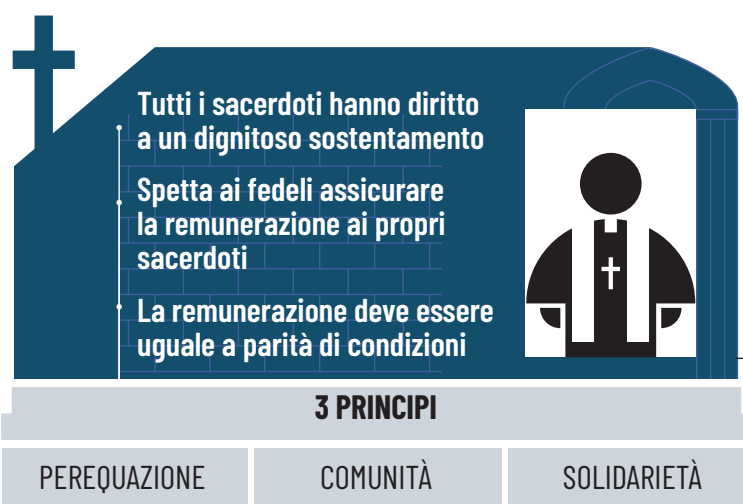 Tutti i sacerdoti hanno diritto
a un dignitoso sostentamento
Spetta ai fedeli assicurare
la remunerazione ai propri
sacerdoti
La remunerazione deve essere
uguale a parità di condizioni
3 PRINCIPI
PEREQUAZIONE
COMUNITÀ
SOLIDARIETÀ